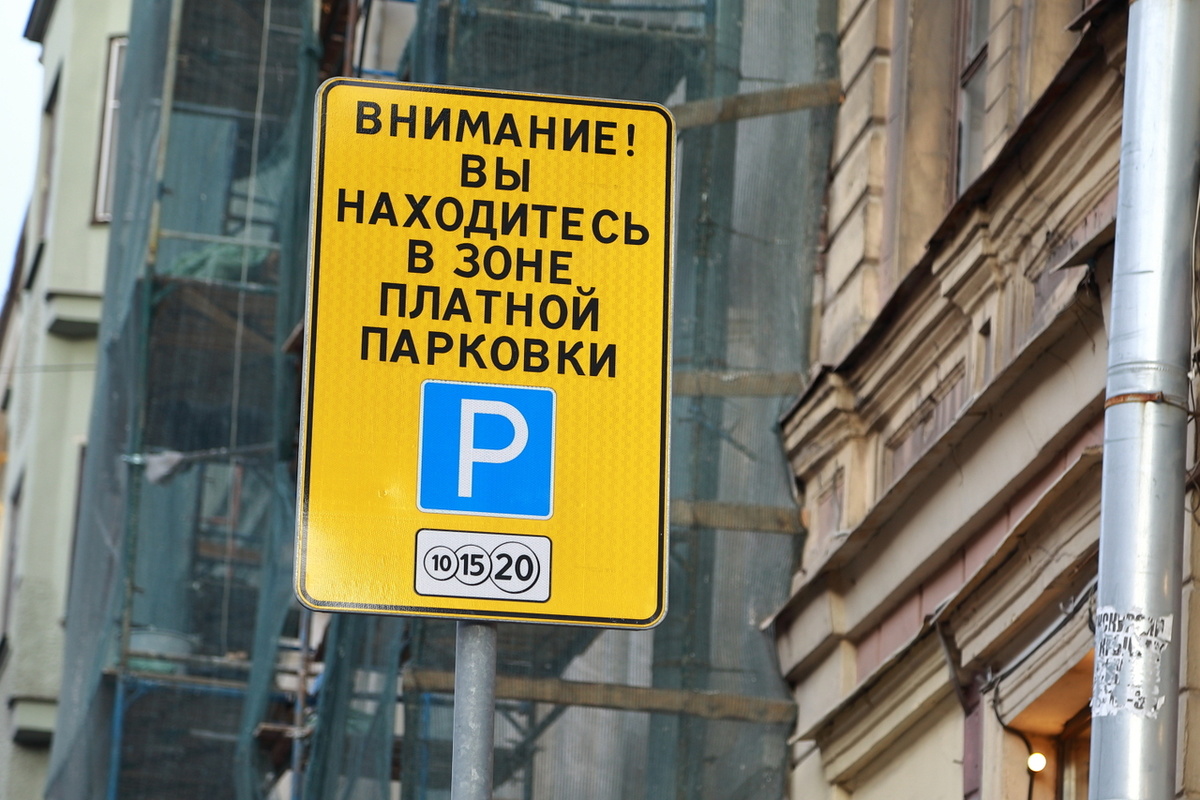 ВНИМАНИЕ!
ВЫ
НАХОДИТЕСЬ
В ЗОНЕ
ПЛАТНОЙ
ПАРКОВКИ
P
10 15 20